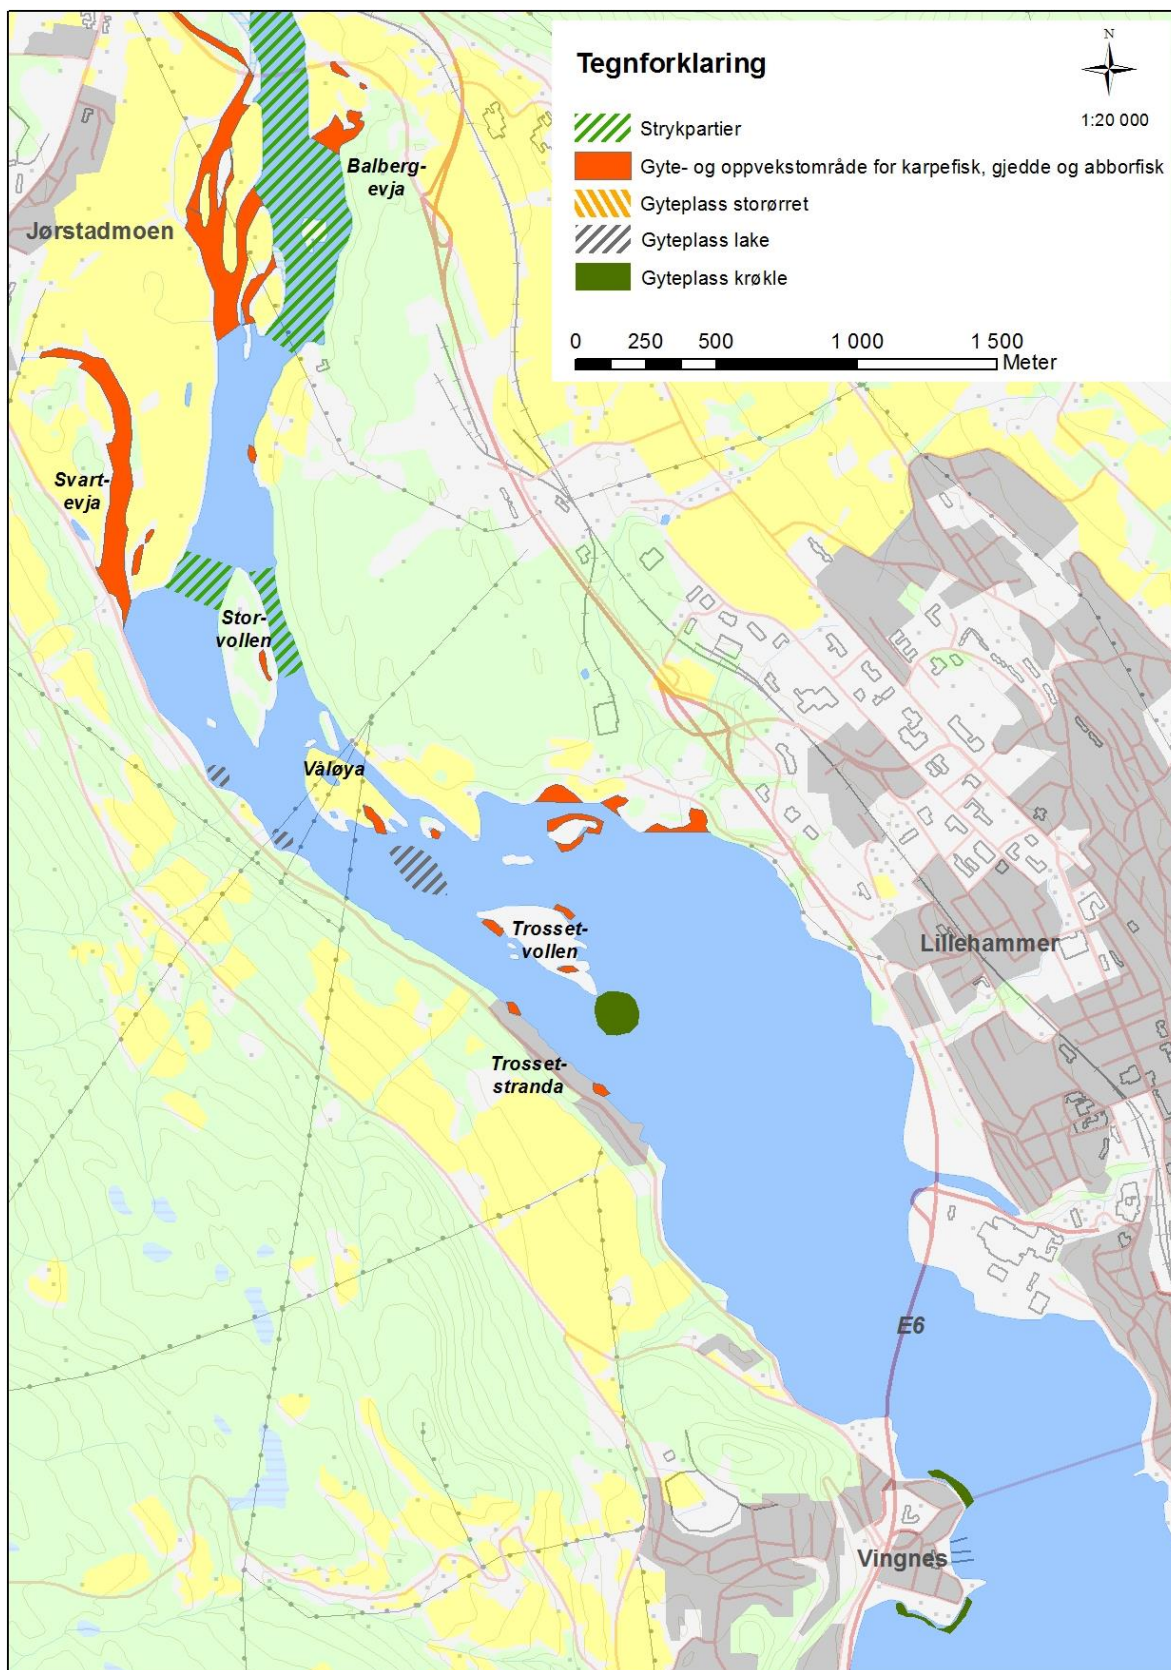 Tegnforklaring
N
1:20 000
Strykpartier
Gyte- og oppvekstområde for karpefisk, gjedde og abborfisk
Gyteplass storørret
Gyteplass lake
Gyteplass krøkle
0 250 500 1 000 1 500
Meter
Balberg-
evja
Jørstadmoen
Svart-
evja
Stor-
vollen
Våløya
Trosset-
vollen
Lillehammer
Trosset-
stranda
E6
Vingnes